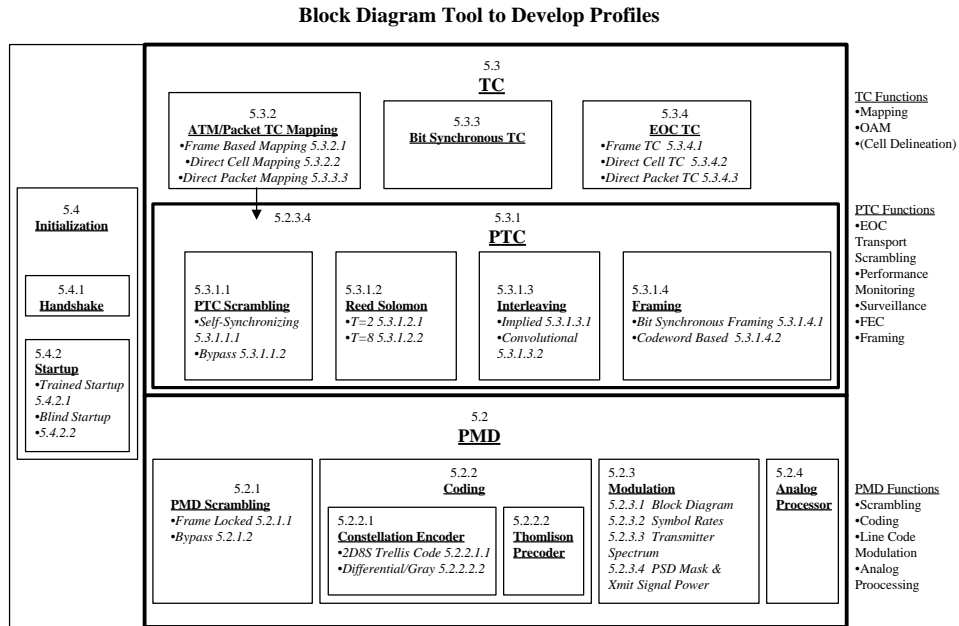 Block Diagram Tool to Develop Profiles
5.3
TC
5.3.2
ATM/Packet TC Mapping
•Frame Based Mapping 5.3.2.1
•Direct Cell Mapping 5.3.2.2
•Direct Packet Mapping 5.3.3.3
5.3.3
Bit Synchronous TC
5.3.4
EOC TC
•Frame TC 5.3.4.1
•Direct Cell TC 5.3.4.2
•Direct Packet TC 5.3.4.3
TC Functions
•Mapping
•OAM
•(Cell Delineation)
5.4
Initialization
5.4.1
Handshake
5.4.2
Startup
•Trained Startup
5.4.2.1
•Blind Startup
•5.4.2.2
5.2.3.4
5.3.1
PTC
5.3.1.1
PTC Scrambling
•Self-Synchronizing
5.3.1.1.1
•Bypass 5.3.1.1.2
5.3.1.2
Reed Solomon
•T=2 5.3.1.2.1
•T=8 5.3.1.2.2
5.3.1.3
Interleaving
•Implied 5.3.1.3.1
•Convolutional
5.3.1.3.2
5.3.1.4
Framing
•Bit Synchronous Framing 5.3.1.4.1
•Codeword Based 5.3.1.4.2
PTC Functions
•EOC
Transport
Scrambling
•Performance
Monitoring
•Surveillance
•FEC
•Framing
5.2
PMD
5.2.1
PMD Scrambling
•Frame Locked 5.2.1.1
•Bypass 5.2.1.2
5.2.2
Coding
5.2.2.1
Constellation Encoder
•2D8S Trellis Code 5.2.2.1.1
•Differential/Gray 5.2.2.2.2
5.2.2.2
Thomlison
Precoder
5.2.3
Modulation
5.2.3.1 Block Diagram
5.2.3.2 Symbol Rates
5.2.3.3 Transmitter
Spectrum
5.2.3.4 PSD Mask &
Xmit Signal Power
5.2.4
Analog
Processor
PMD Functions
•Scrambling
•Coding
•Line Code
Modulation
•Analog
Proocessing